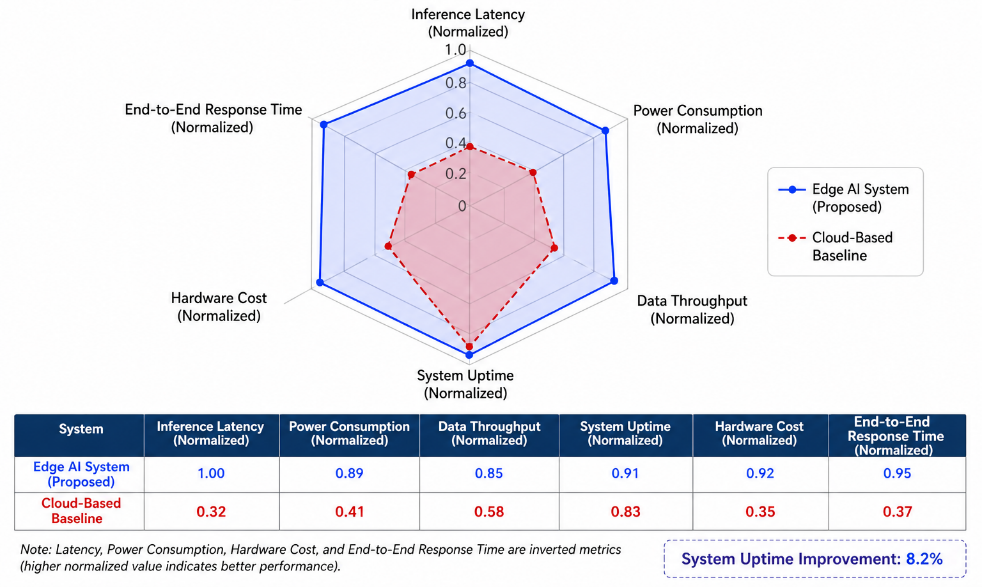 Inference Latency
(Normalized)
1.0
0.8
0.6
0.4
0.2
0
End-to-End Response Time
(Normalized)
Power Consumption
(Normalized)
Edge AI System
(Proposed)
Cloud-Based
Baseline
Hardware Cost
(Normalized)
Data Throughput
(Normalized)
System Uptime
(Normalized)
System
Inference Latency
(Normalized)
Power Consumption
(Normalized)
Data Throughput
(Normalized)
System Uptime
(Normalized)
Hardware Cost
(Normalized)
End-to-End
Response Time
(Normalized)
Edge AI System
(Proposed)
1.00
0.89
0.85
0.91
0.92
0.95
Cloud-Based
Baseline
0.32
0.41
0.58
0.83
0.35
0.37
Note: Latency, Power Consumption, Hardware Cost, and End-to-End Response Time are inverted metrics
(higher normalized value indicates better performance).
System Uptime Improvement: 8.2%